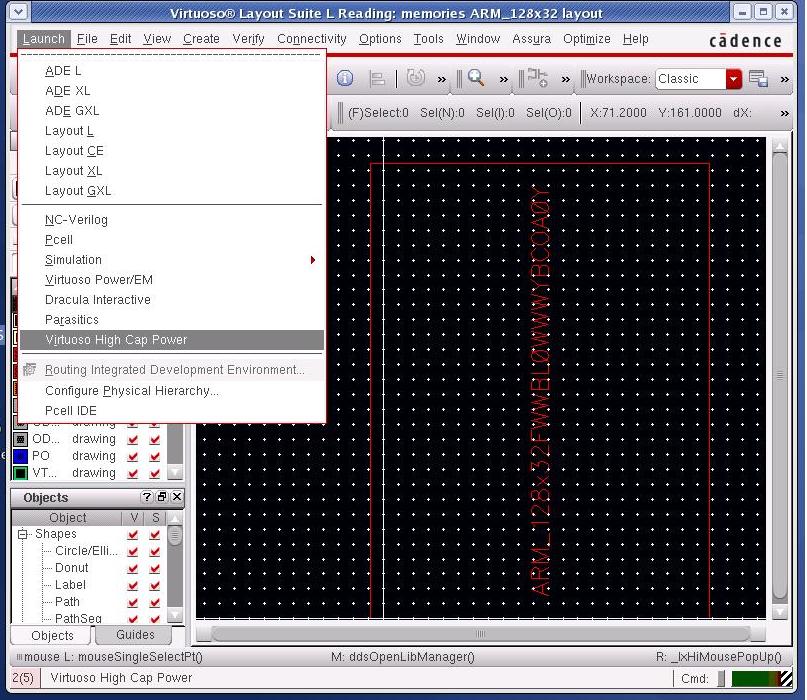 Virtuoso® Layout Suite L Reading: memories ARM_128x32 layout
Launch File Edit View Create Verify Connectivity Options Tools Window Assura Optimize Help
cādence
ADE L
ADE XL
ADE GXL
Layout L
Layout CE
Layout XL
Layout GXL
NC-Verilog
Pcell
Simulation
Virtuoso Power/EM
Dracula Interactive
Parasitics
Virtuoso High Cap Power
Routing Integrated Development Environment...
Configure Physical Hierarchy...
Pcell IDE
» » » Workspace: Classic »
(F)Select:0 Sel(N):0 Sel(I):0 Sel(O):0 X:71.2000 Y:161.0000 dX: »
OD... drawing
OD... drawing
PO drawing
VT... drawing
Objects
Object V S
Shapes
Circle/Elli...
Donut
Label
Path
PathSeg
Objects Guides
mouse L: mouseSingleSelectPt() M: ddsOpenLibManager() R: _lxHiMousePopUp()
2(5) Virtuoso High Cap Power Cmd: